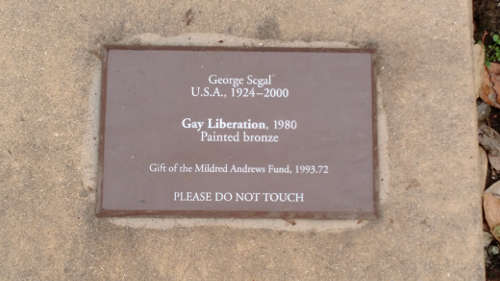 George Segal
U.S.A., 1924–2000
Gay Liberation, 1980
Painted bronze
Gift of the Mildred Andrews Fund, 1993.72
PLEASE DO NOT TOUCH